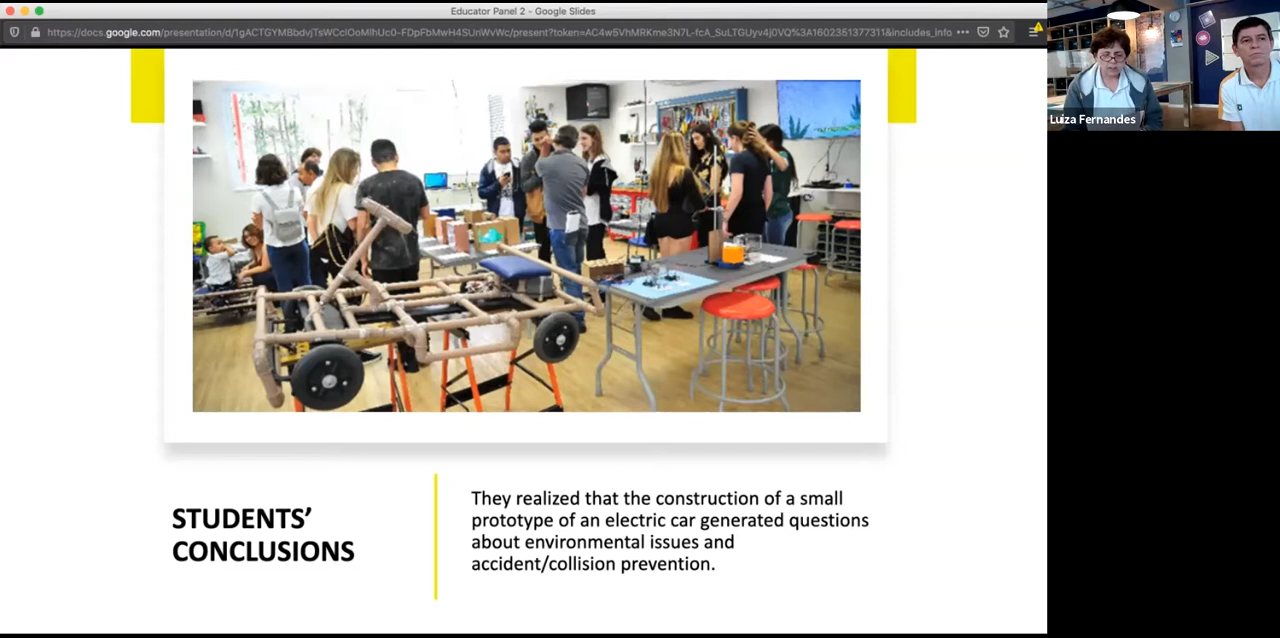 Educator Panel 2 - Google Slides
Luiza Fernandes
STUDENTS'
CONCLUSIONS
They realized that the construction of a small
prototype of an electric car generated questions
about environmental issues and
accident/collision prevention.